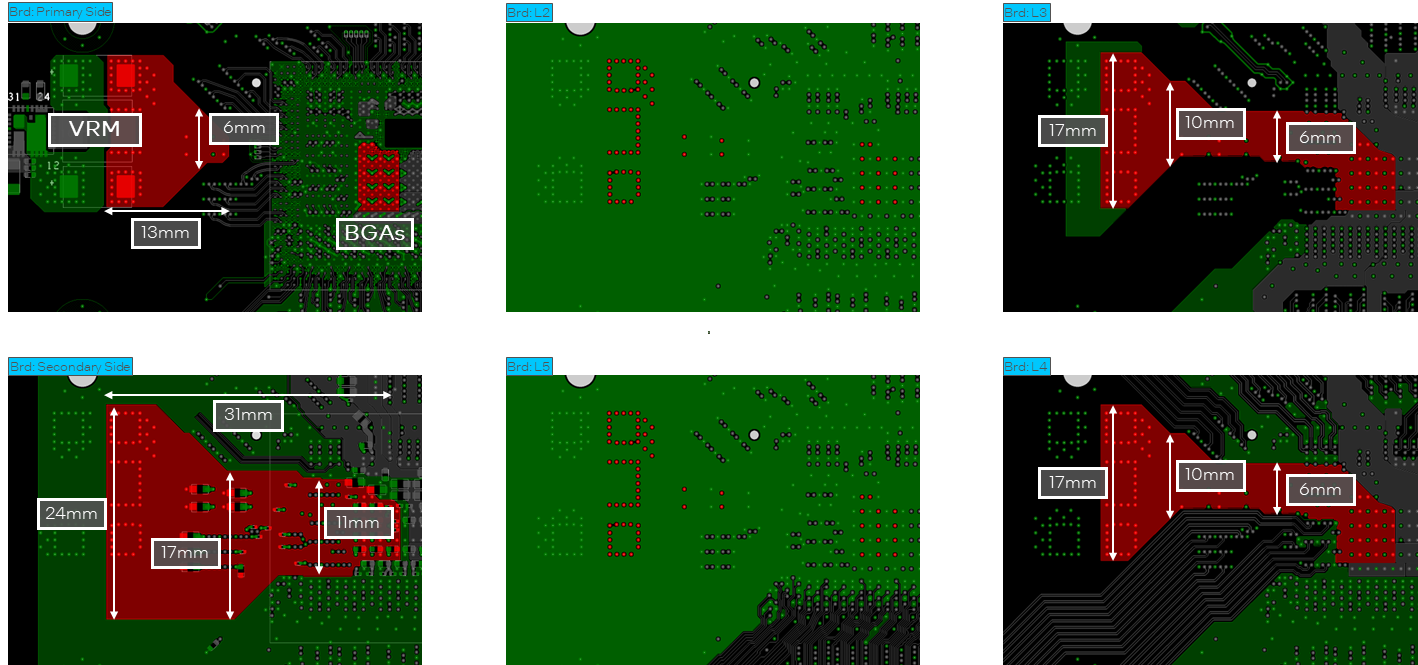 Brd: Primary Side
31
24
VRM
6mm
12
13mm
BGAs
Brd: L2
Brd: L3
17mm
10mm
6mm
Brd: Secondary Side
31mm
24mm
17mm
11mm
Brd: L5
Brd: L4
17mm
10mm
6mm